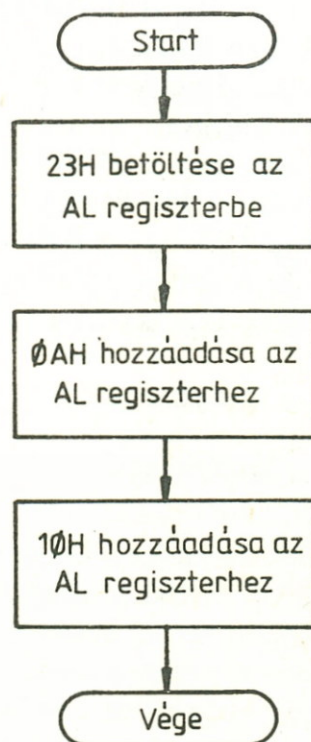 Start
23H betöltése az
AL regiszterbe
ØAH hozzáadása az
AL regiszterhez
1ØH hozzáadása az
AL regiszterhez
Vége